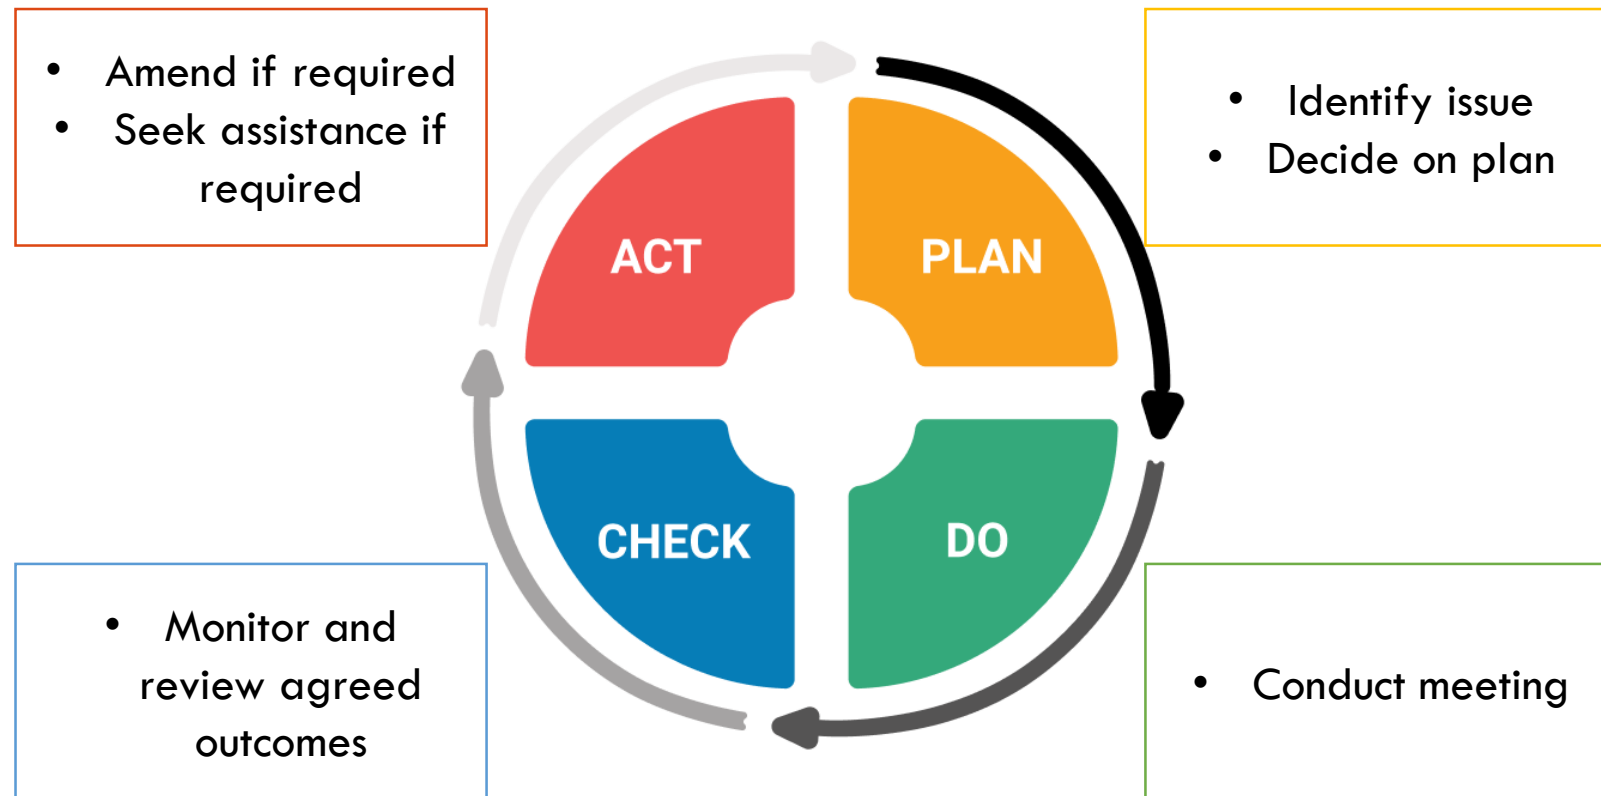 • Amend if required
• Seek assistance if
required
• Identify issue
• Decide on plan
ACT
PLAN
CHECK
DO
• Monitor and
review agreed
outcomes
• Conduct meeting